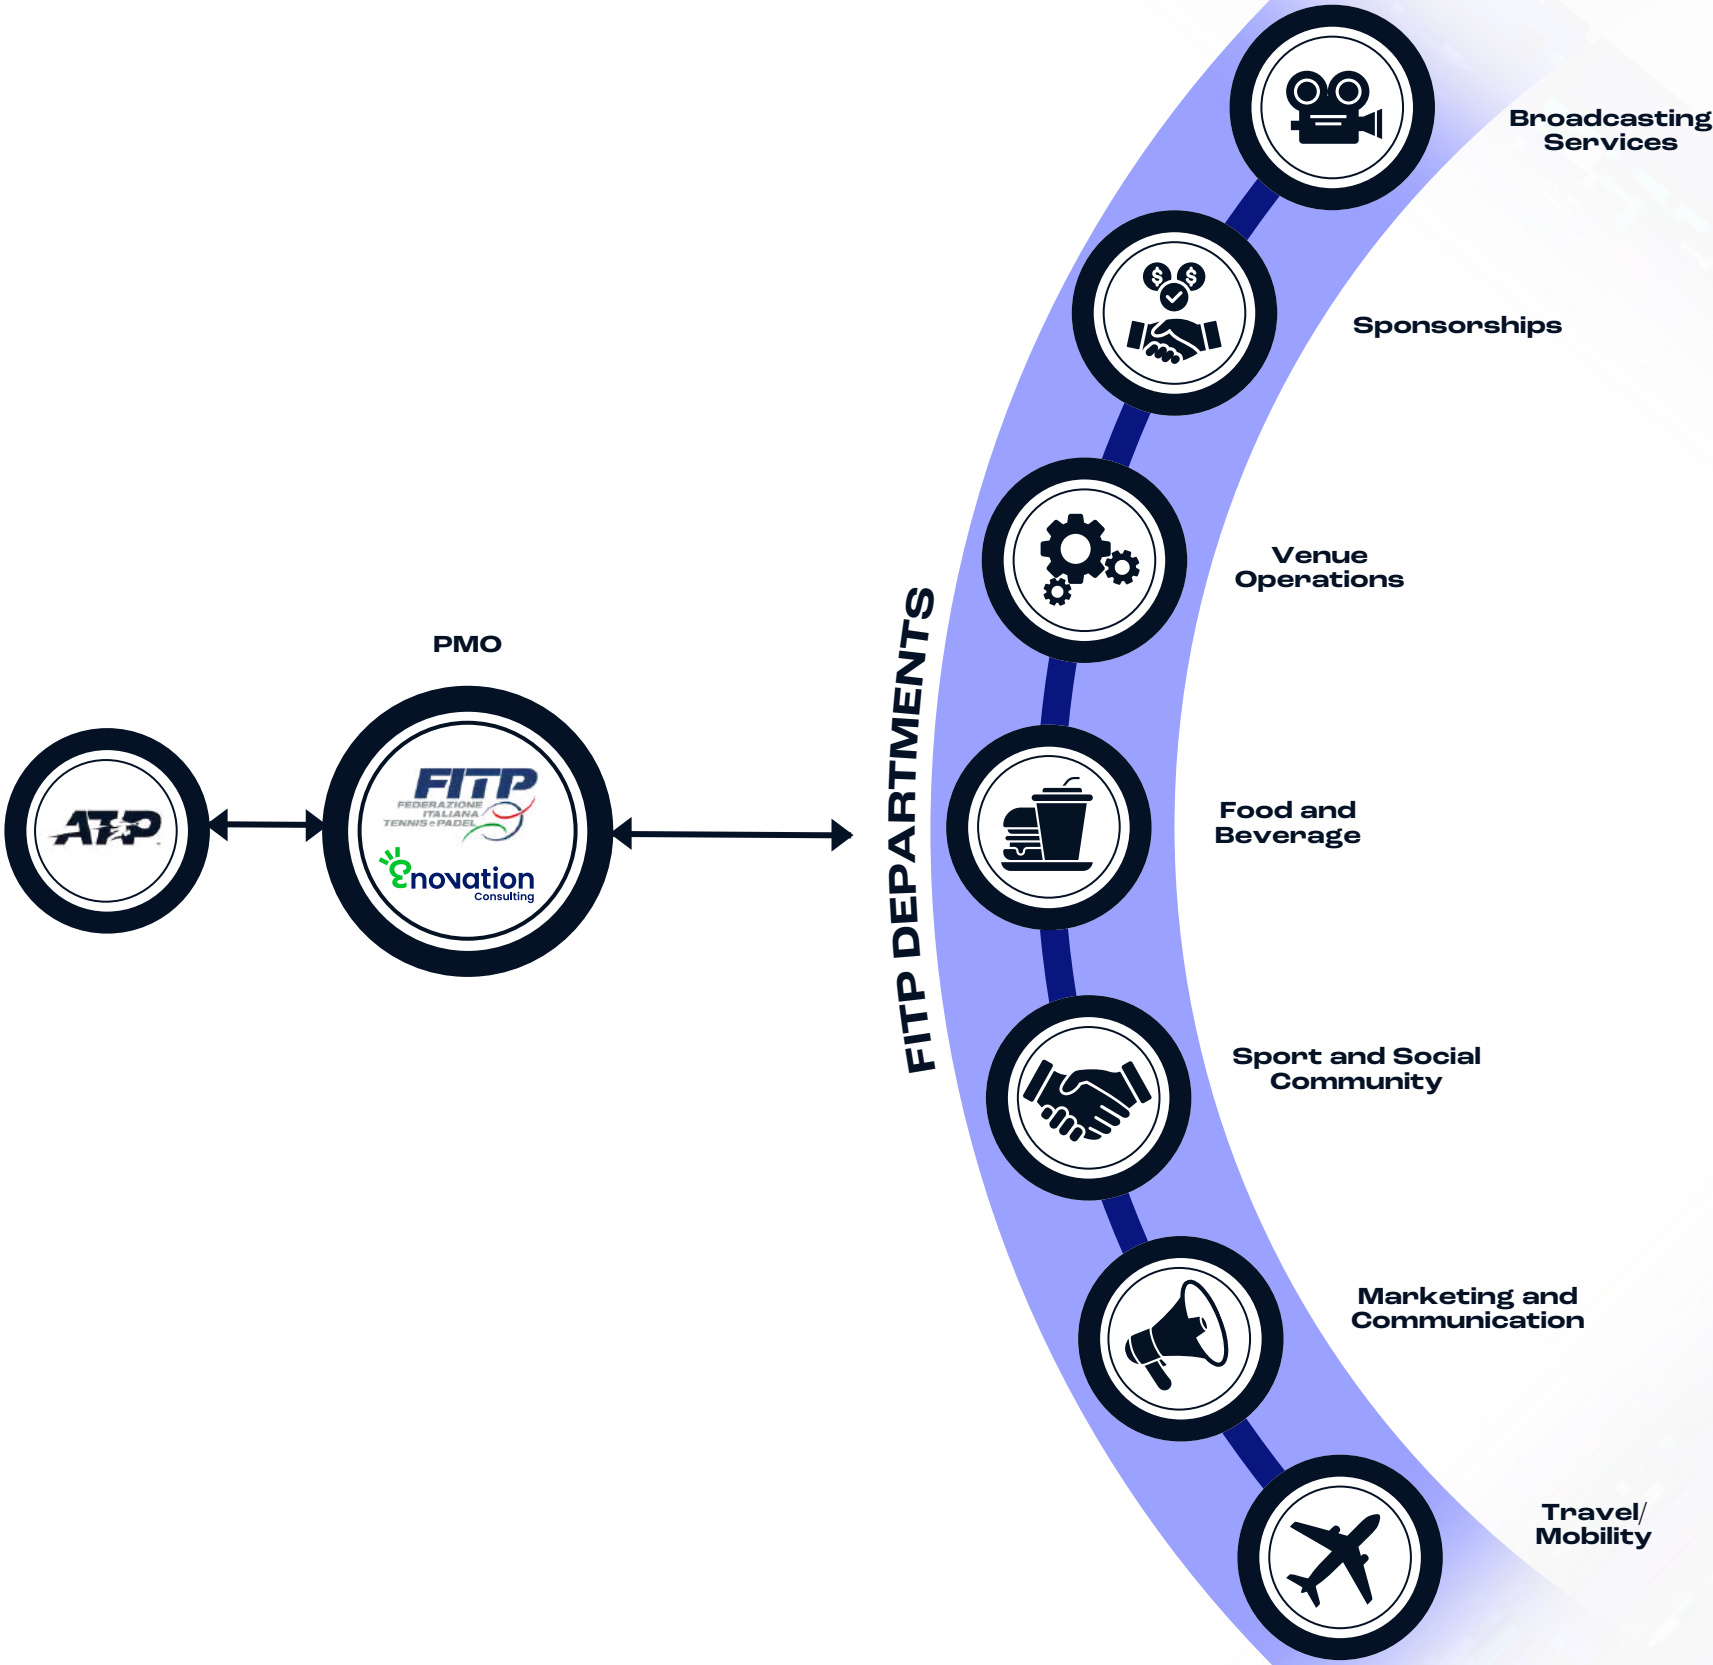 ATP
PMO
FITP
FEDERAZIONE
ITALIANA
TENNIS e PADEL
enovation
Consulting
FITP DEPARTMENTS
Broadcasting
Services
$ $
Sponsorships
Venue
Operations
Food and
Beverage
Sport and Social
Community
Marketing and
Communication
Travel/
Mobility